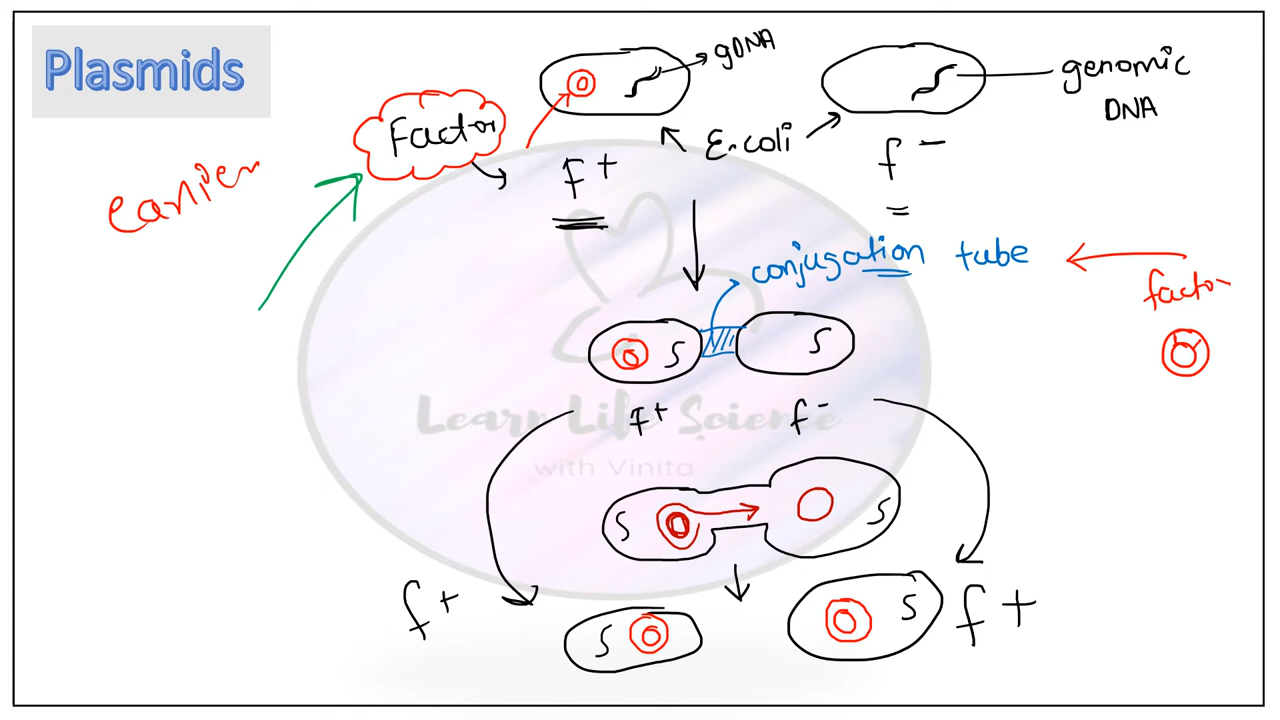 Plasmids
gDNA
genomic
DNA
Factor
E.coli
f+
f-
earlier
conjugation tube
factor
S
S
f+
f-
Learn Life Science
with Vinita
S
S
f+
S
S
f+